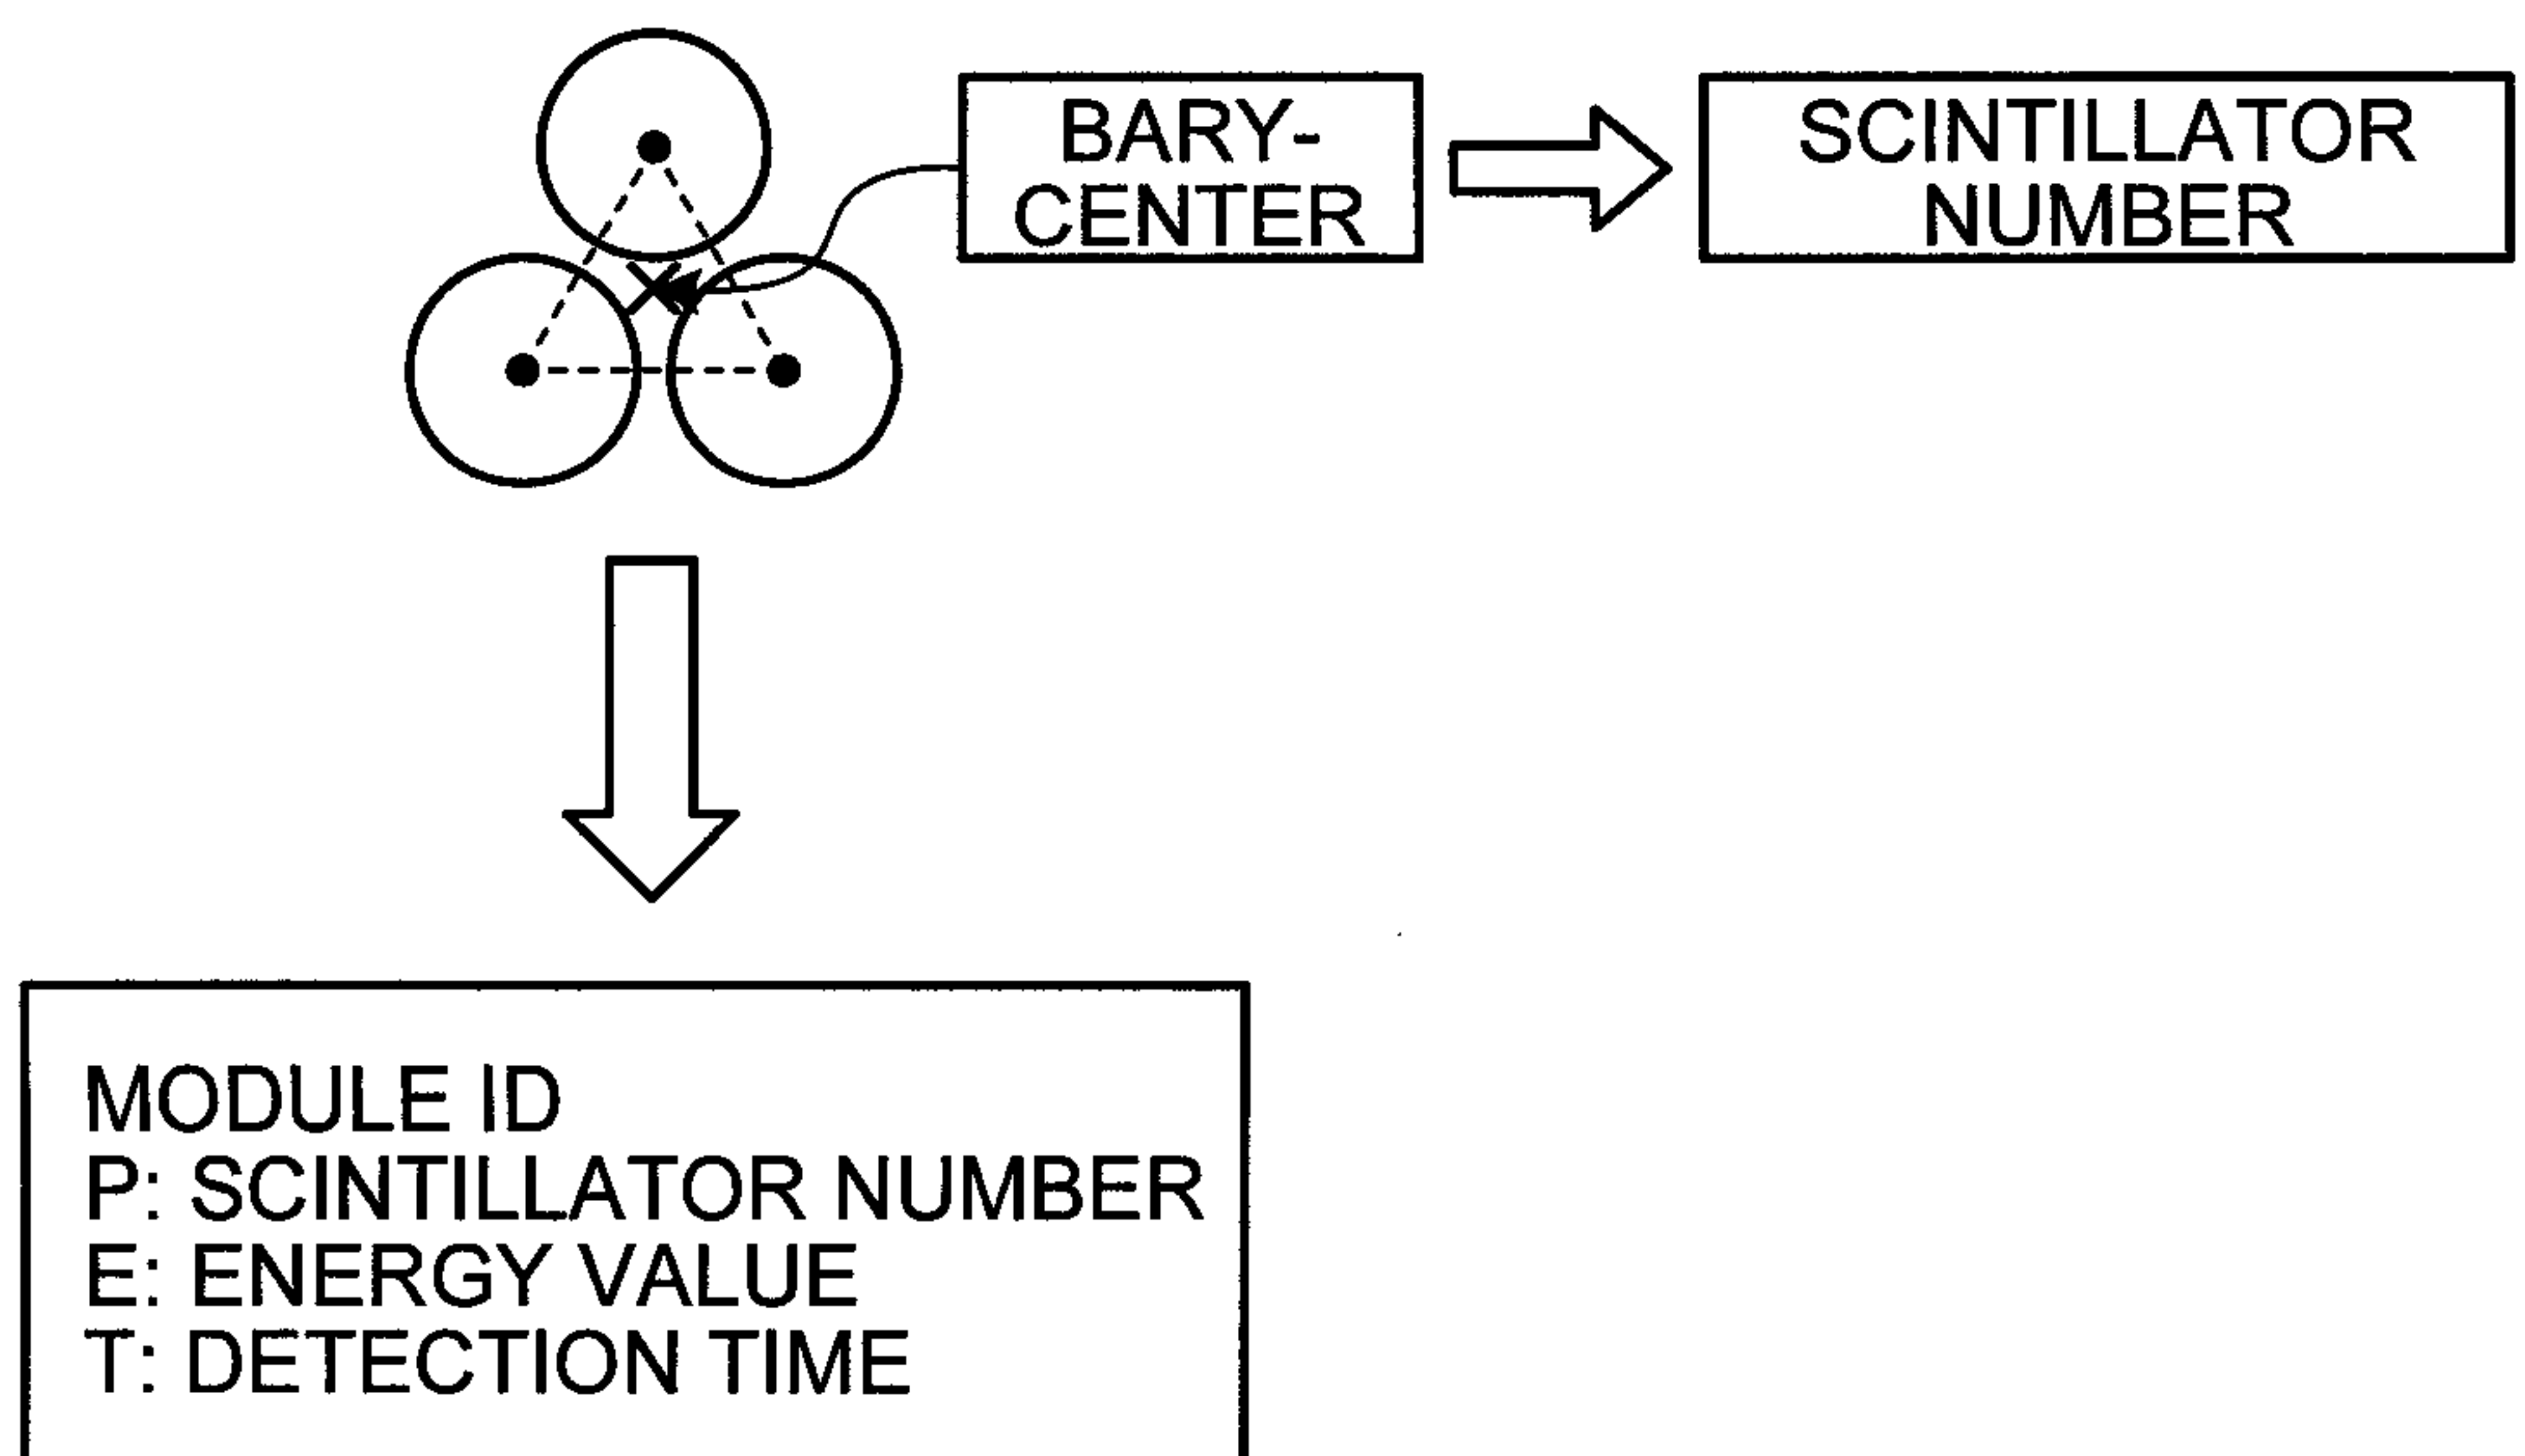 BARY-
CENTER
SCINTILLATOR
NUMBER
MODULE ID
P: SCINTILLATOR NUMBER
E: ENERGY VALUE
T: DETECTION TIME